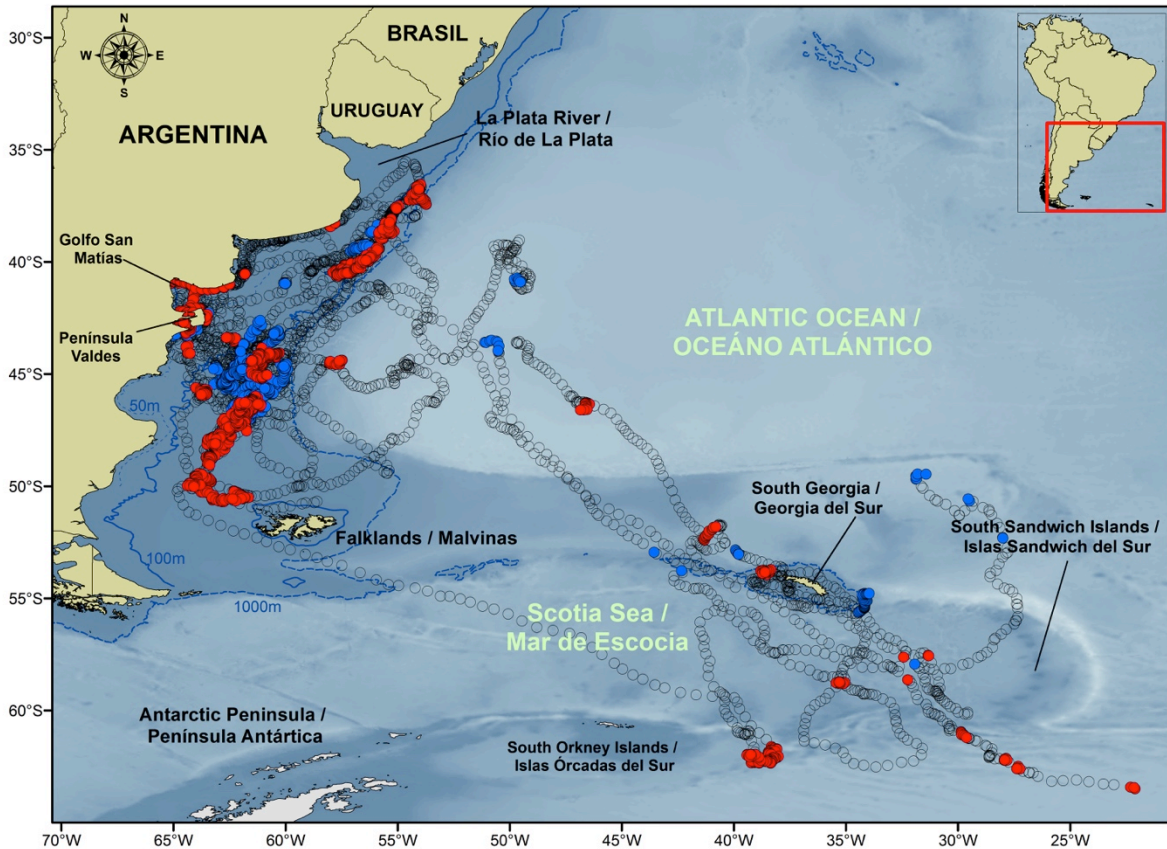 30°S
35°S
40°S
45°S
50°S
55°S
60°S
70°W
65°W
60°W
55°W
50°W
45°W
40°W
35°W
30°W
25°W
N
W
E
S
BRASIL
URUGUAY
ARGENTINA
La Plata River /
Río de La Plata
Golfo San
Matías
Península
Valdes
ATLANTIC OCEAN /
OCEÁNO ATLÁNTICO
50m
100m
1000m
Falklands / Malvinas
South Georgia /
Georgia del Sur
South Sandwich Islands /
Islas Sandwich del Sur
Scotia Sea /
Mar de Escocia
Antarctic Peninsula /
Península Antártica
South Orkney Islands /
Islas Órcadas del Sur